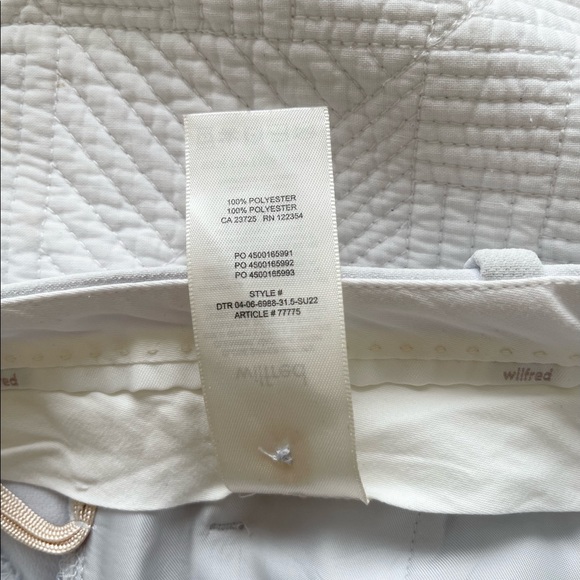 100% POLYESTER
100% POLYESTER
CA 23725 RN 122354
PO 4500165991
PO 4500165992
PO 4500165993
STYLE #
DTR 04-06-6988-31.5-SU22
ARTICLE # 77775
wilfred
fred
wilfred